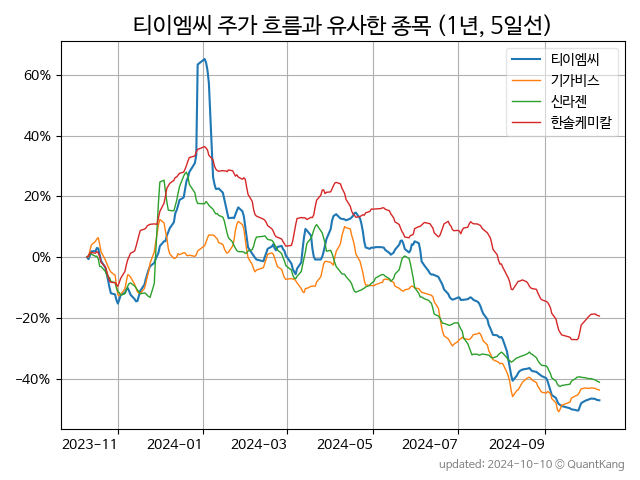 티이엠씨 주가 흐름과 유사한 종목 (1년, 5일선)
티이엠씨
기가비스
신라젠
한솔케미칼
60%
40%
20%
0%
−20%
−40%
2023-11
2024-01
2024-03
2024-05
2024-07
2024-09
updated: 2024-10-10 © QuantKang